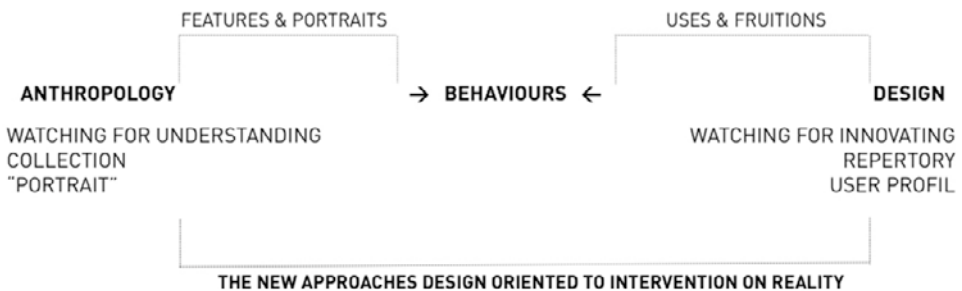 FEATURES & PORTRAITS
USES & FRUITIONS
ANTHROPOLOGY
→ BEHAVIOURS ←
DESIGN
WATCHING FOR UNDERSTANDING
COLLECTION
"PORTRAIT"
WATCHING FOR INNOVATING
REPERTORY
USER PROFIL
THE NEW APPROACHES DESIGN ORIENTED TO INTERVENTION ON REALITY